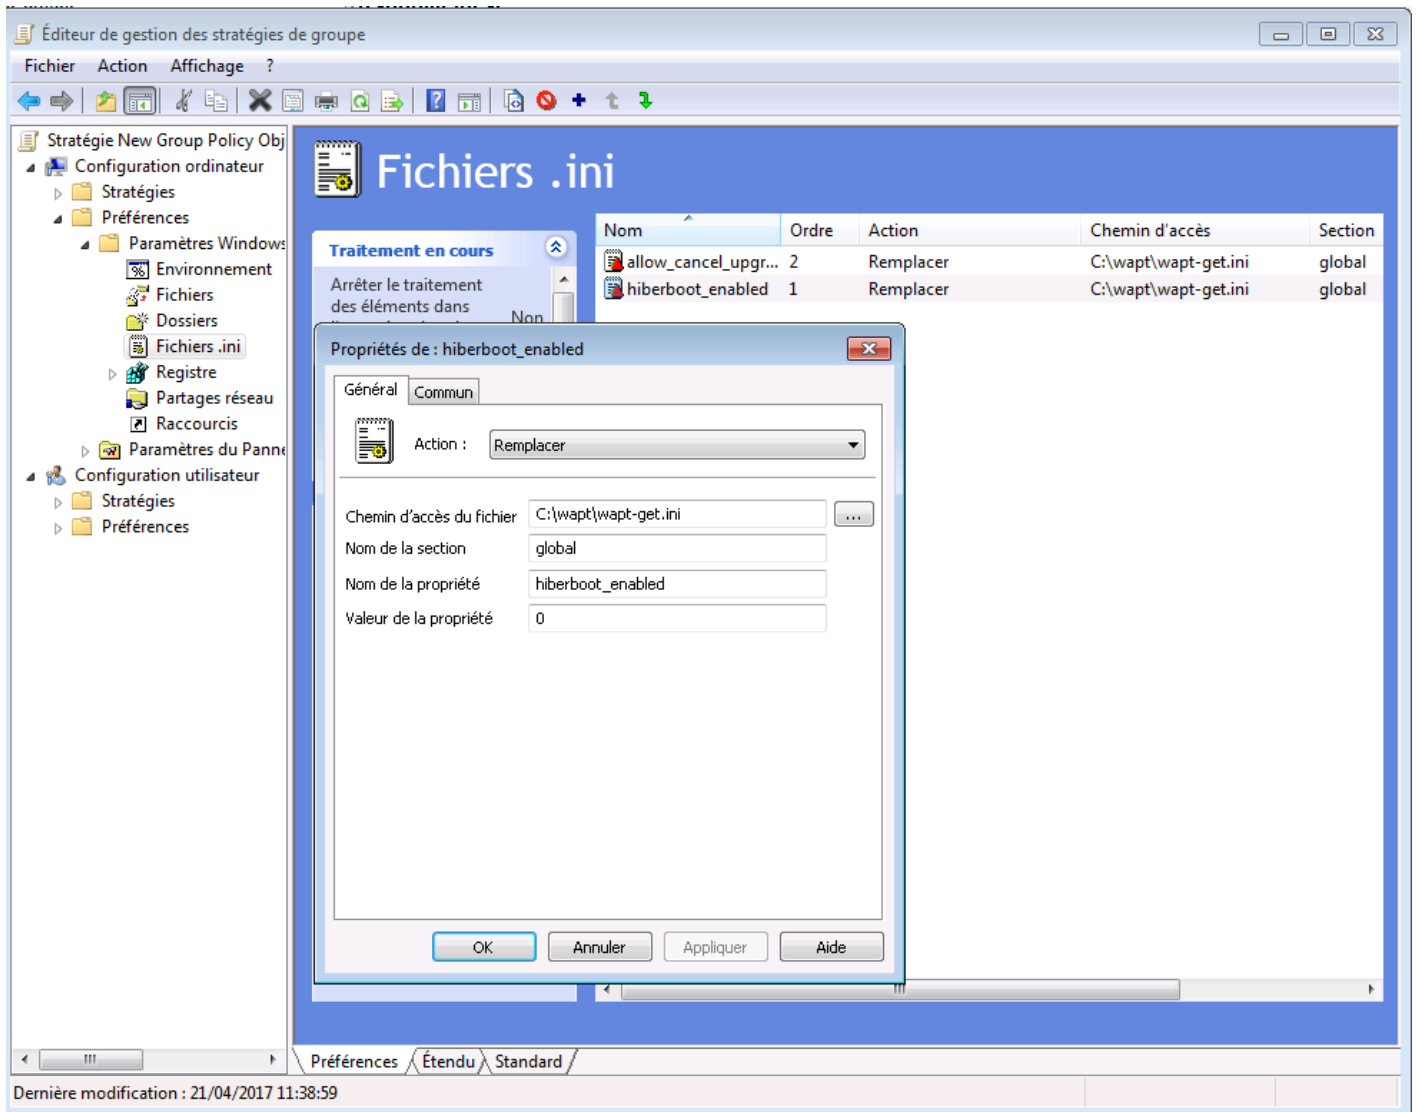 Éditeur de gestion des stratégies de groupe
Fichier Action Affichage ?
Stratégie New Group Policy Obj
Configuration ordinateur
Stratégies
Préférences
Paramètres Windows
Environnement
Fichiers
Dossiers
Fichiers .ini
Registre
Partages réseau
Raccourcis
Paramètres du Panne
Configuration utilisateur
Stratégies
Préférences
Fichiers .ini
Traitement en cours
Arrêter le traitement
des éléments dans
Non
Nom Ordre Action Chemin d'accès Section
allow_cancel_upgr... 2 Remplacer C:\wapt\wapt-get.ini global
hiberboot_enabled 1 Remplacer C:\wapt\wapt-get.ini global
Propriétés de : hiberboot_enabled
Général Commun
Action : Remplacer
Chemin d'accès du fichier C:\wapt\wapt-get.ini ...
Nom de la section global
Nom de la propriété hiberboot_enabled
Valeur de la propriété 0
OK Annuler Appliquer Aide
Préférences Étendu Standard
Dernière modification : 21/04/2017 11:38:59